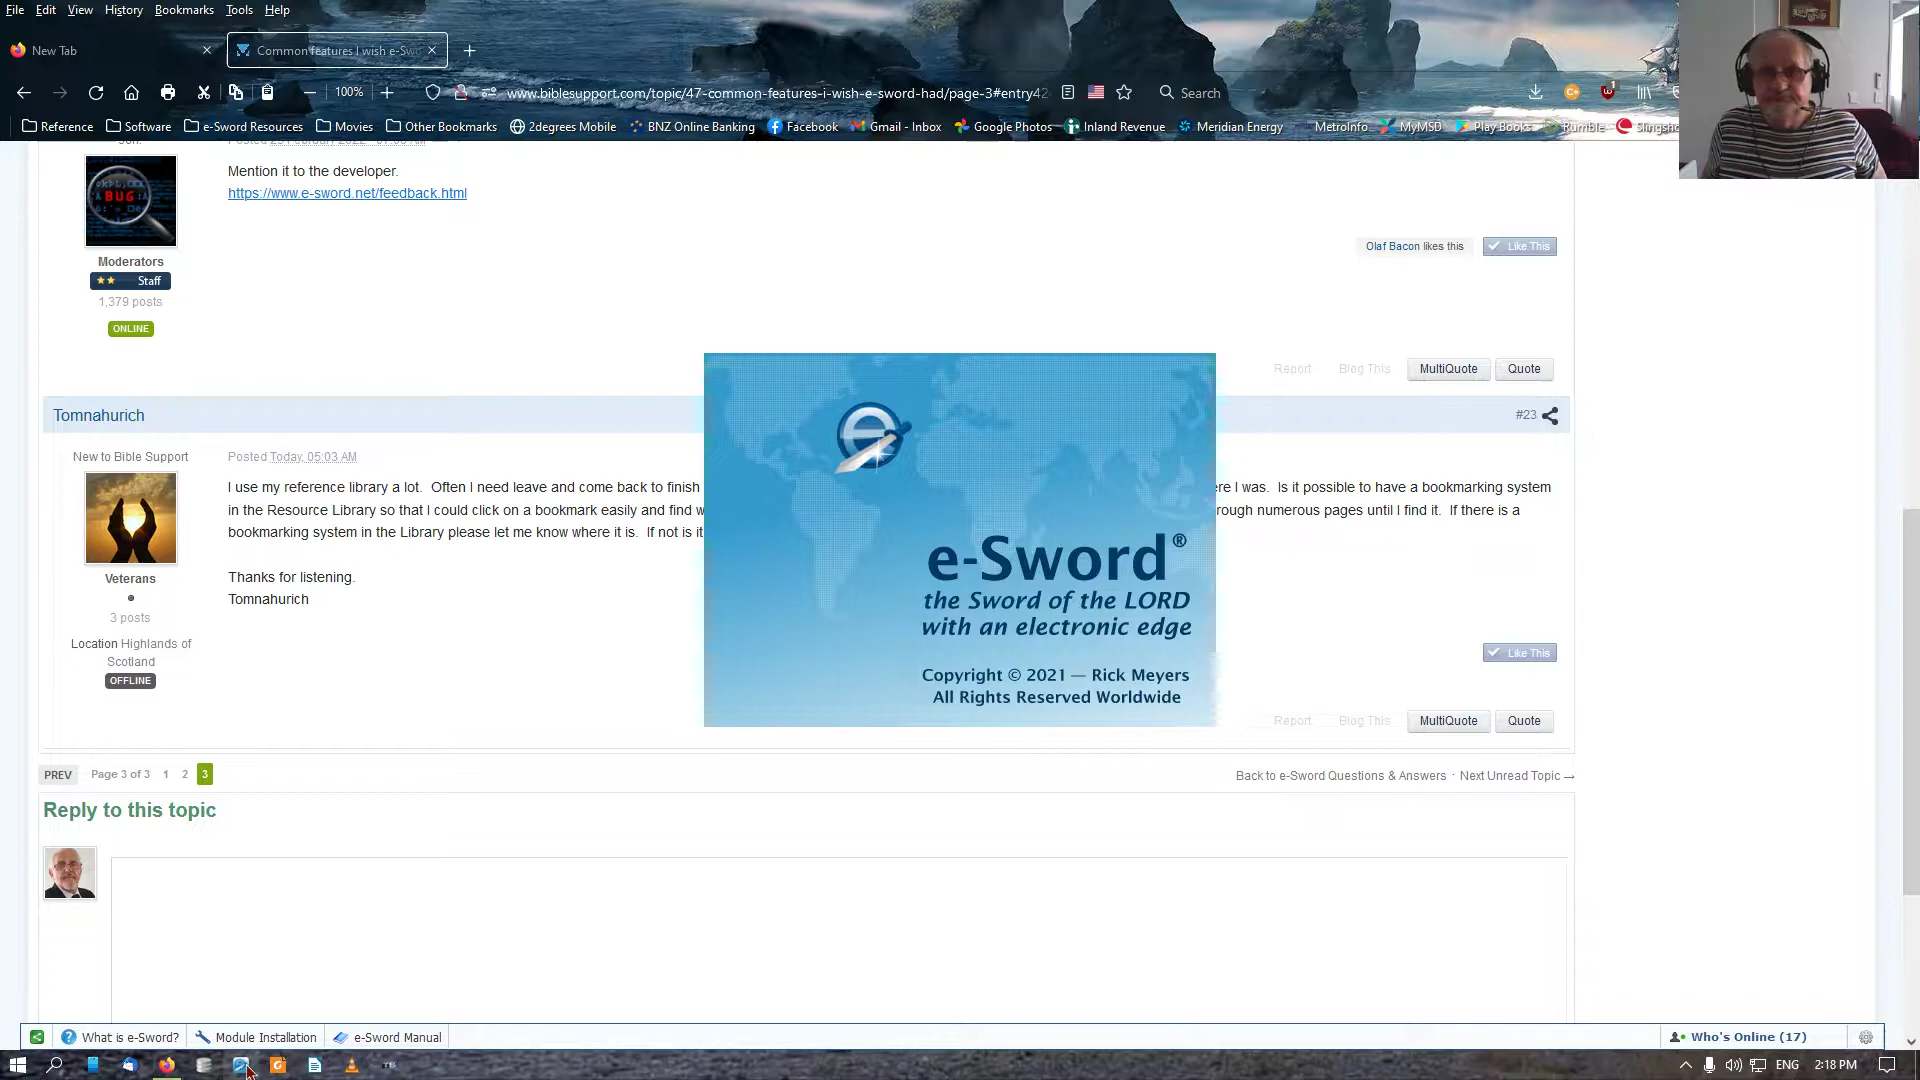 File Edit View History Bookmarks Tools Help
New Tab
Common features I wish e-Swo
100%
www.biblesupport.com/topic/47-common-features-i-wish-e-sword-had/page-3#entry42
Search
Reference Software e-Sword Resources Movies Other Bookmarks 2degrees Mobile BNZ Online Banking Facebook Gmail - Inbox Google Photos Inland Revenue Meridian Energy MetroInfo MyMSD Play Books Rumble Slingsho
Mention it to the developer.
https://www.e-sword.net/feedback.html
BUG
Olaf Bacon likes this Like This
Moderators
Staff
1,379 posts
ONLINE
Report Blog This MultiQuote Quote
Tomnahurich #23
New to Bible Support
Posted Today, 05:03 AM
I use my reference library a lot. Often I need leave and come back to finish
re I was. Is it possible to have a bookmarking system
in the Resource Library so that I could click on a bookmark easily and find w
rough numerous pages until I find it. If there is a
bookmarking system in the Library please let me know where it is. If not is it
Thanks for listening.
Tomnahurich
Veterans
3 posts
Location Highlands of
Scotland
OFFLINE
e-Sword®
the Sword of the LORD
with an electronic edge
Copyright © 2021 — Rick Meyers
All Rights Reserved Worldwide
Like This
Report Blog This MultiQuote Quote
PREV Page 3 of 3 1 2 3
Back to e-Sword Questions & Answers · Next Unread Topic →
Reply to this topic
What is e-Sword? Module Installation e-Sword Manual
Who's Online (17)
ENG 2:18 PM